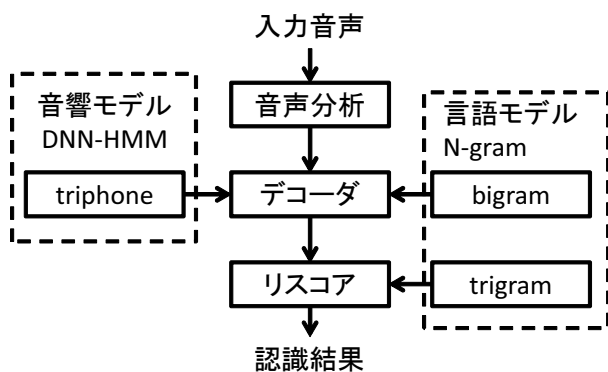 入力音声
音響モデル
DNN-HMM
triphone
音声分析
デコーダ
リスコア
言語モデル
N-gram
bigram
trigram
認識結果